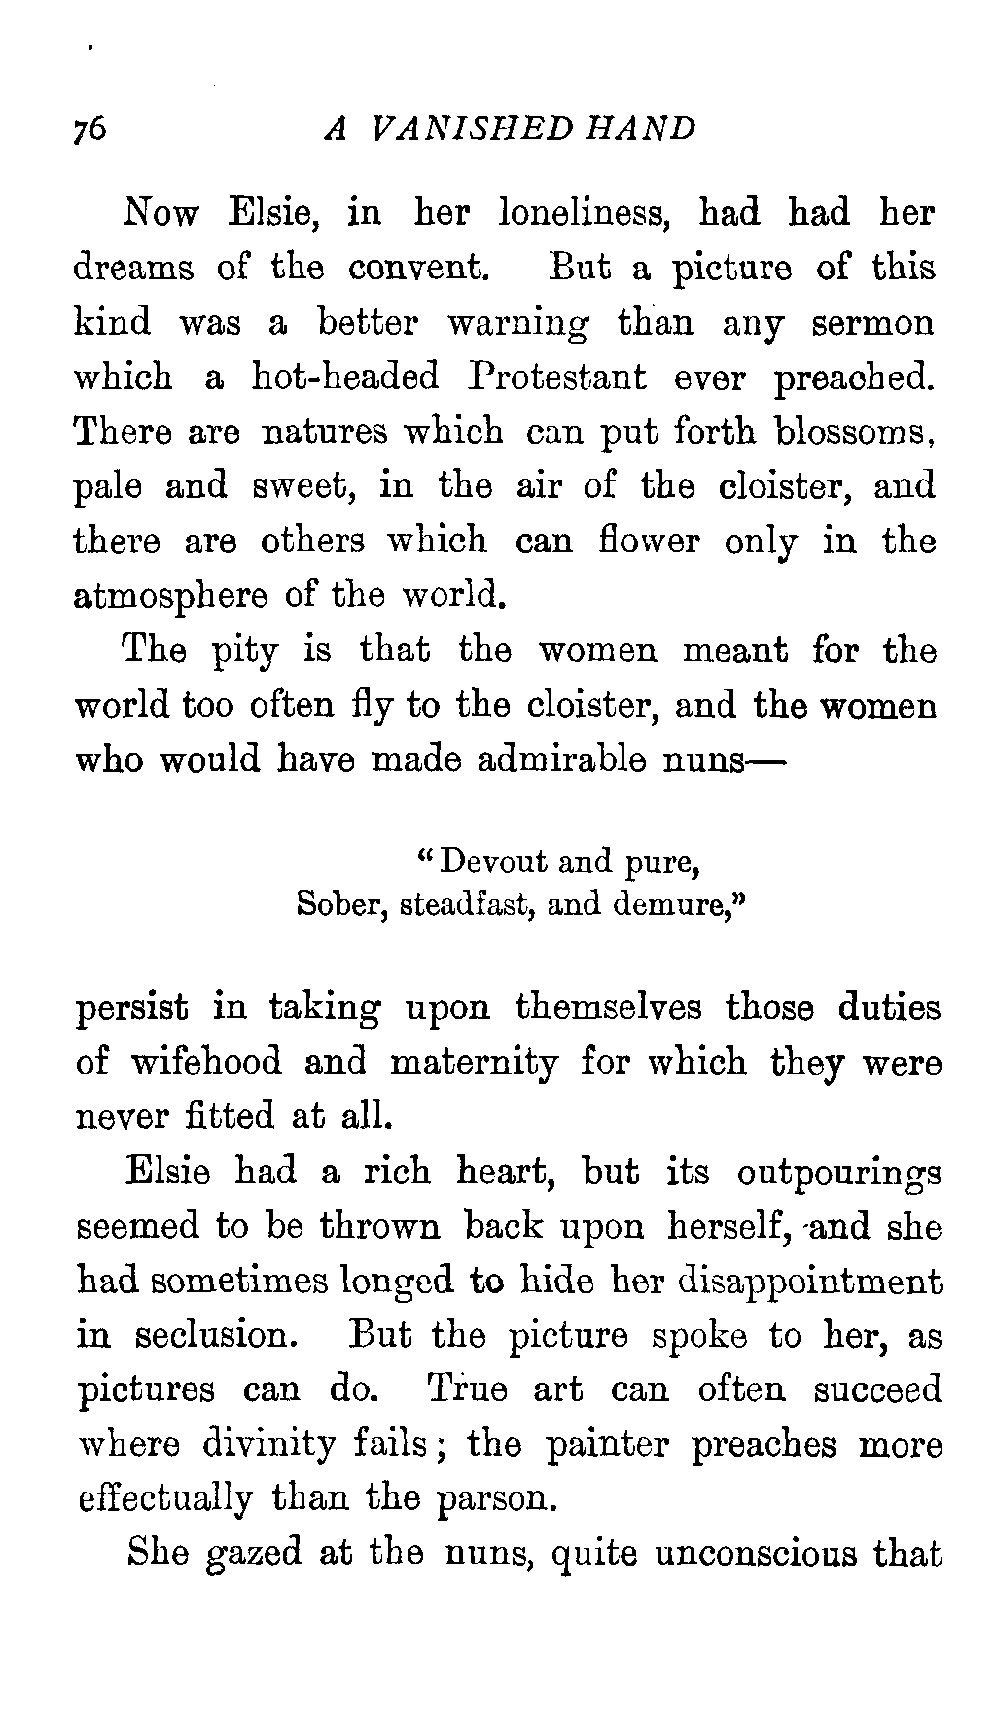 76 A VANISHED HAND
Now Elsie, in her loneliness, had had her
dreams of the convent. But a picture of this
kind was a better warning than any sermon
which a hot-headed Protestant ever preached.
There are natures which can put forth blossoms,
pale and sweet, in the air of the cloister, and
there are others which can flower only in the
atmosphere of the world.
The pity is that the women meant for the
world too often fly to the cloister, and the women
who would have made admirable nuns—
“Devout and pure,
Sober, steadfast, and demure,”
persist in taking upon themselves those duties
of wifehood and maternity for which they were
never fitted at all.
Elsie had a rich heart, but its outpourings
seemed to be thrown back upon herself, and she
had sometimes longed to hide her disappointment
in seclusion. But the picture spoke to her, as
pictures can do. True art can often succeed
where divinity fails; the painter preaches more
effectually than the parson.
She gazed at the nuns, quite unconscious that